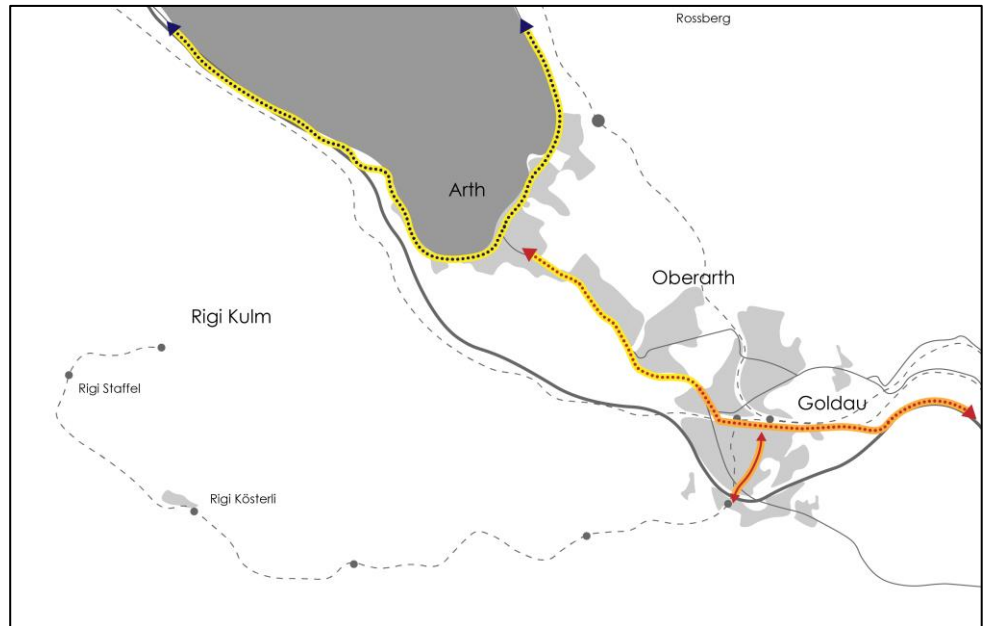 Rossberg
Arth
Oberarth
Rigi Kulm
Rigi Staffel
Goldau
Rigi Kösterli